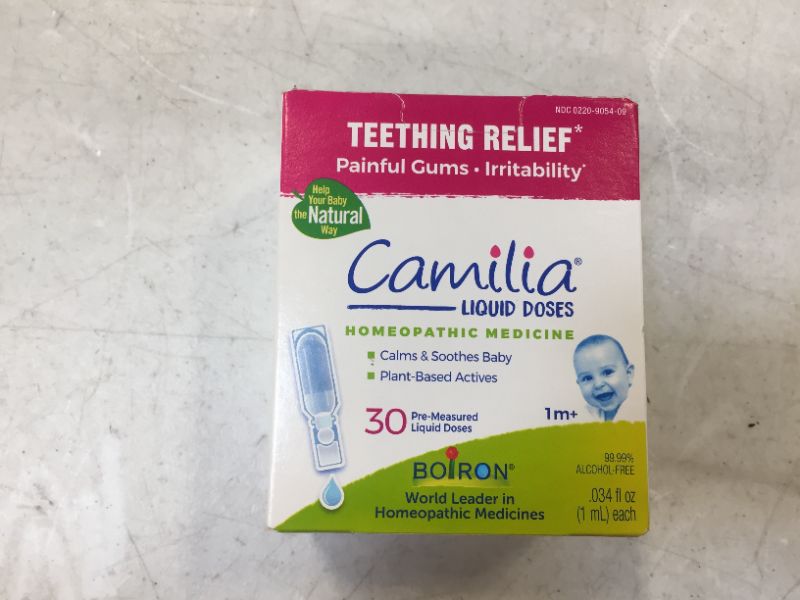 NDC 0220-9054-09
TEETHING RELIEF*
Painful Gums • Irritability*
Help
Your Baby
the Natural
Way
Camilia®
LIQUID DOSES
HOMEOPATHIC MEDICINE
Calms & Soothes Baby
Plant-Based Actives
30 Pre-Measured
Liquid Doses
1m+
BOIRON®
World Leader in
Homeopathic Medicines
99.99%
ALCOHOL-FREE
.034 fl oz
(1 mL) each